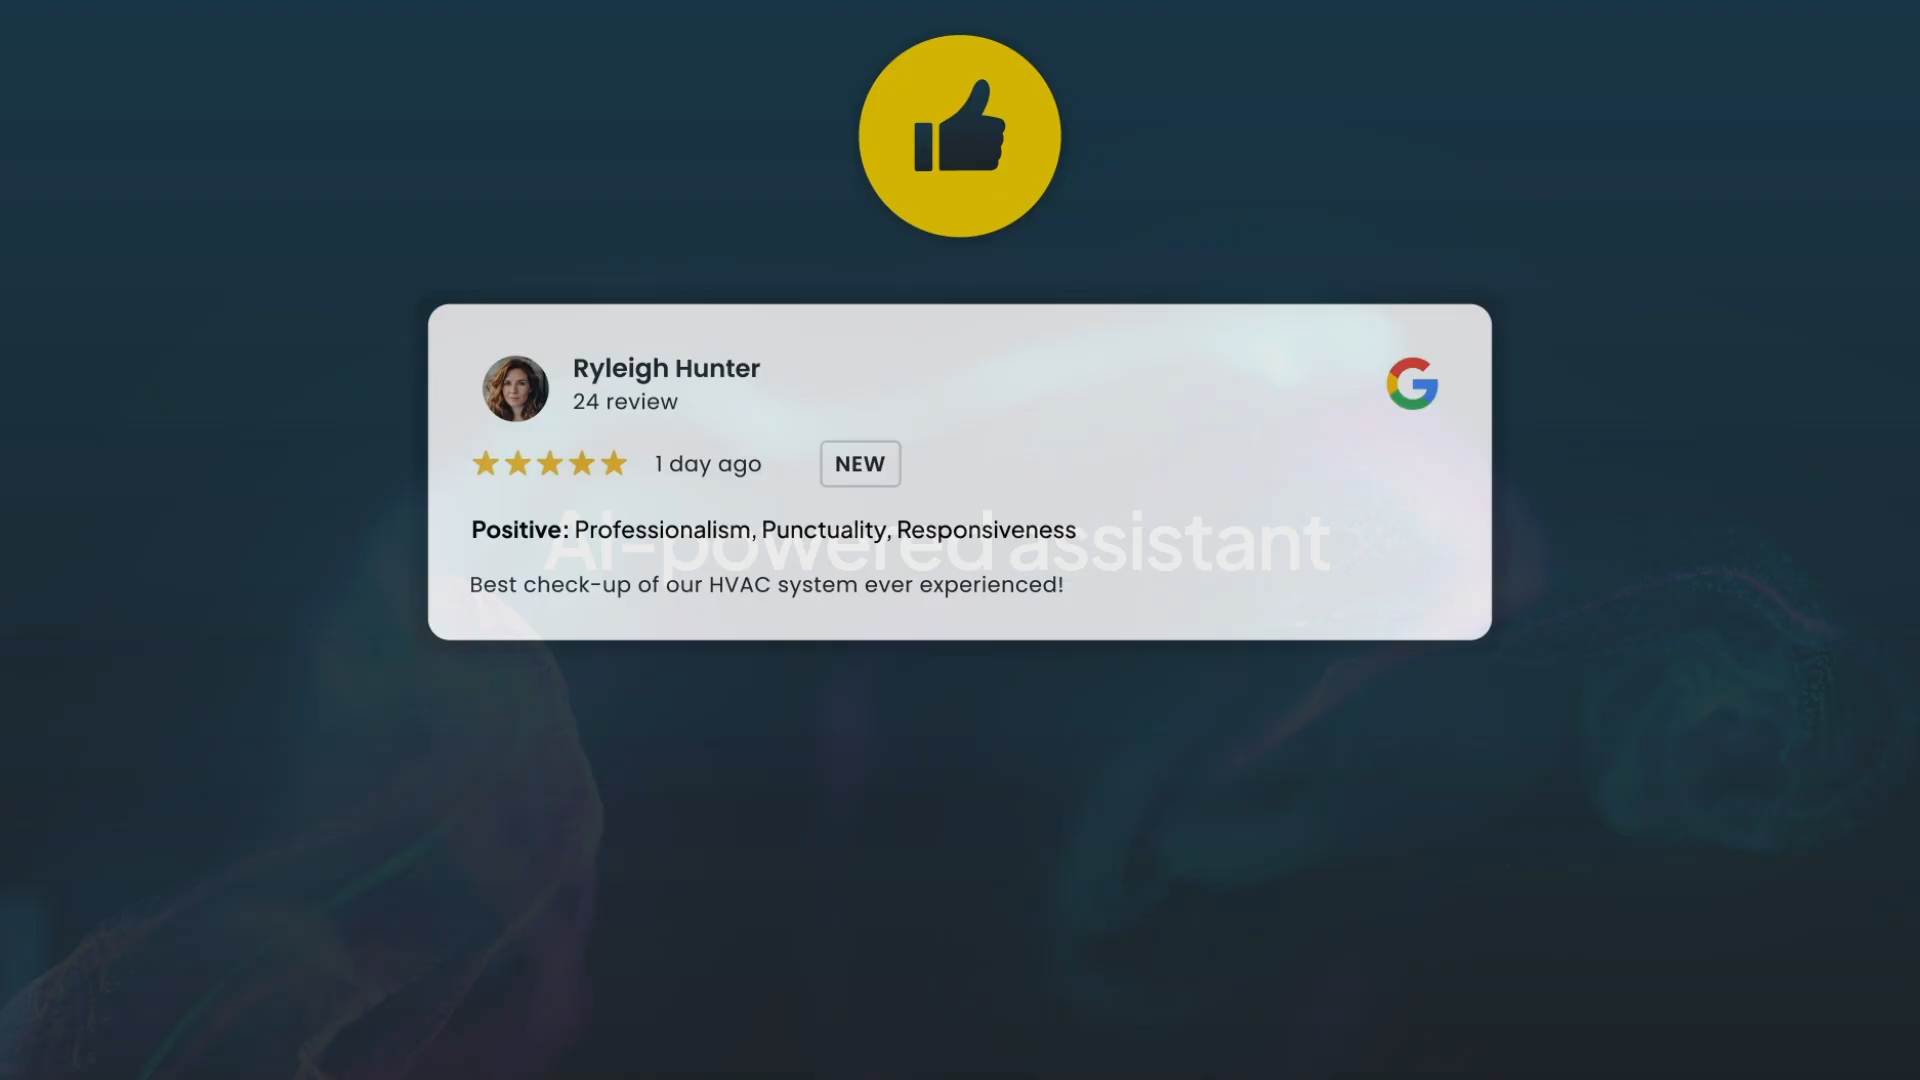 Ryleigh Hunter
24 review
1 day ago NEW
Positive: Professionalism, Punctuality, Responsiveness
AI-powered assistant
Best check-up of our HVAC system ever experienced!